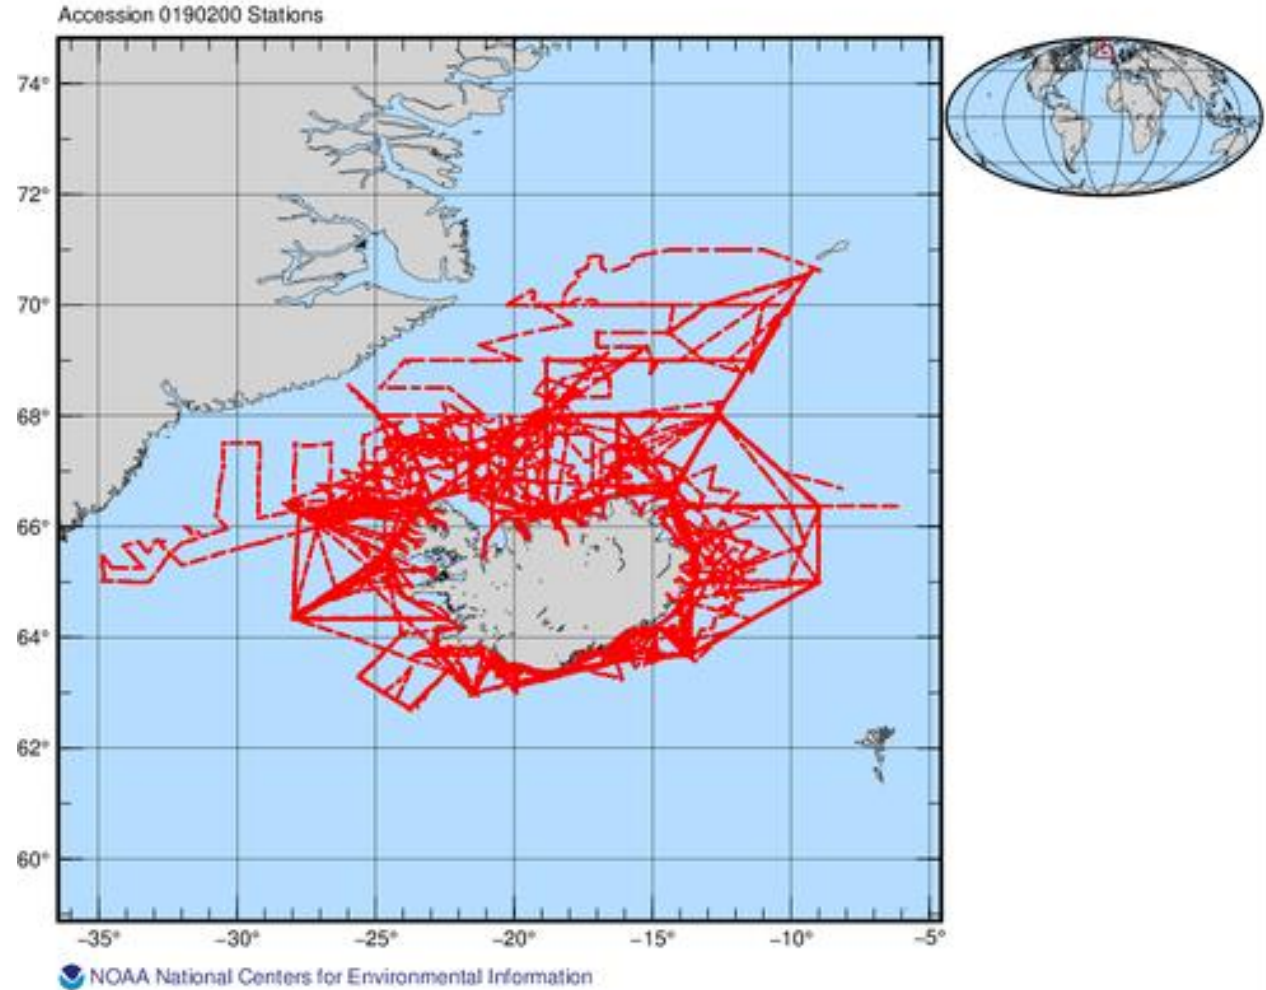 Accession 0190200 Stations
74°
72°
70°
68°
66°
64°
62°
60°
−35° −30° −25° −20° −15° −10° −5°
NOAA National Centers for Environmental Information